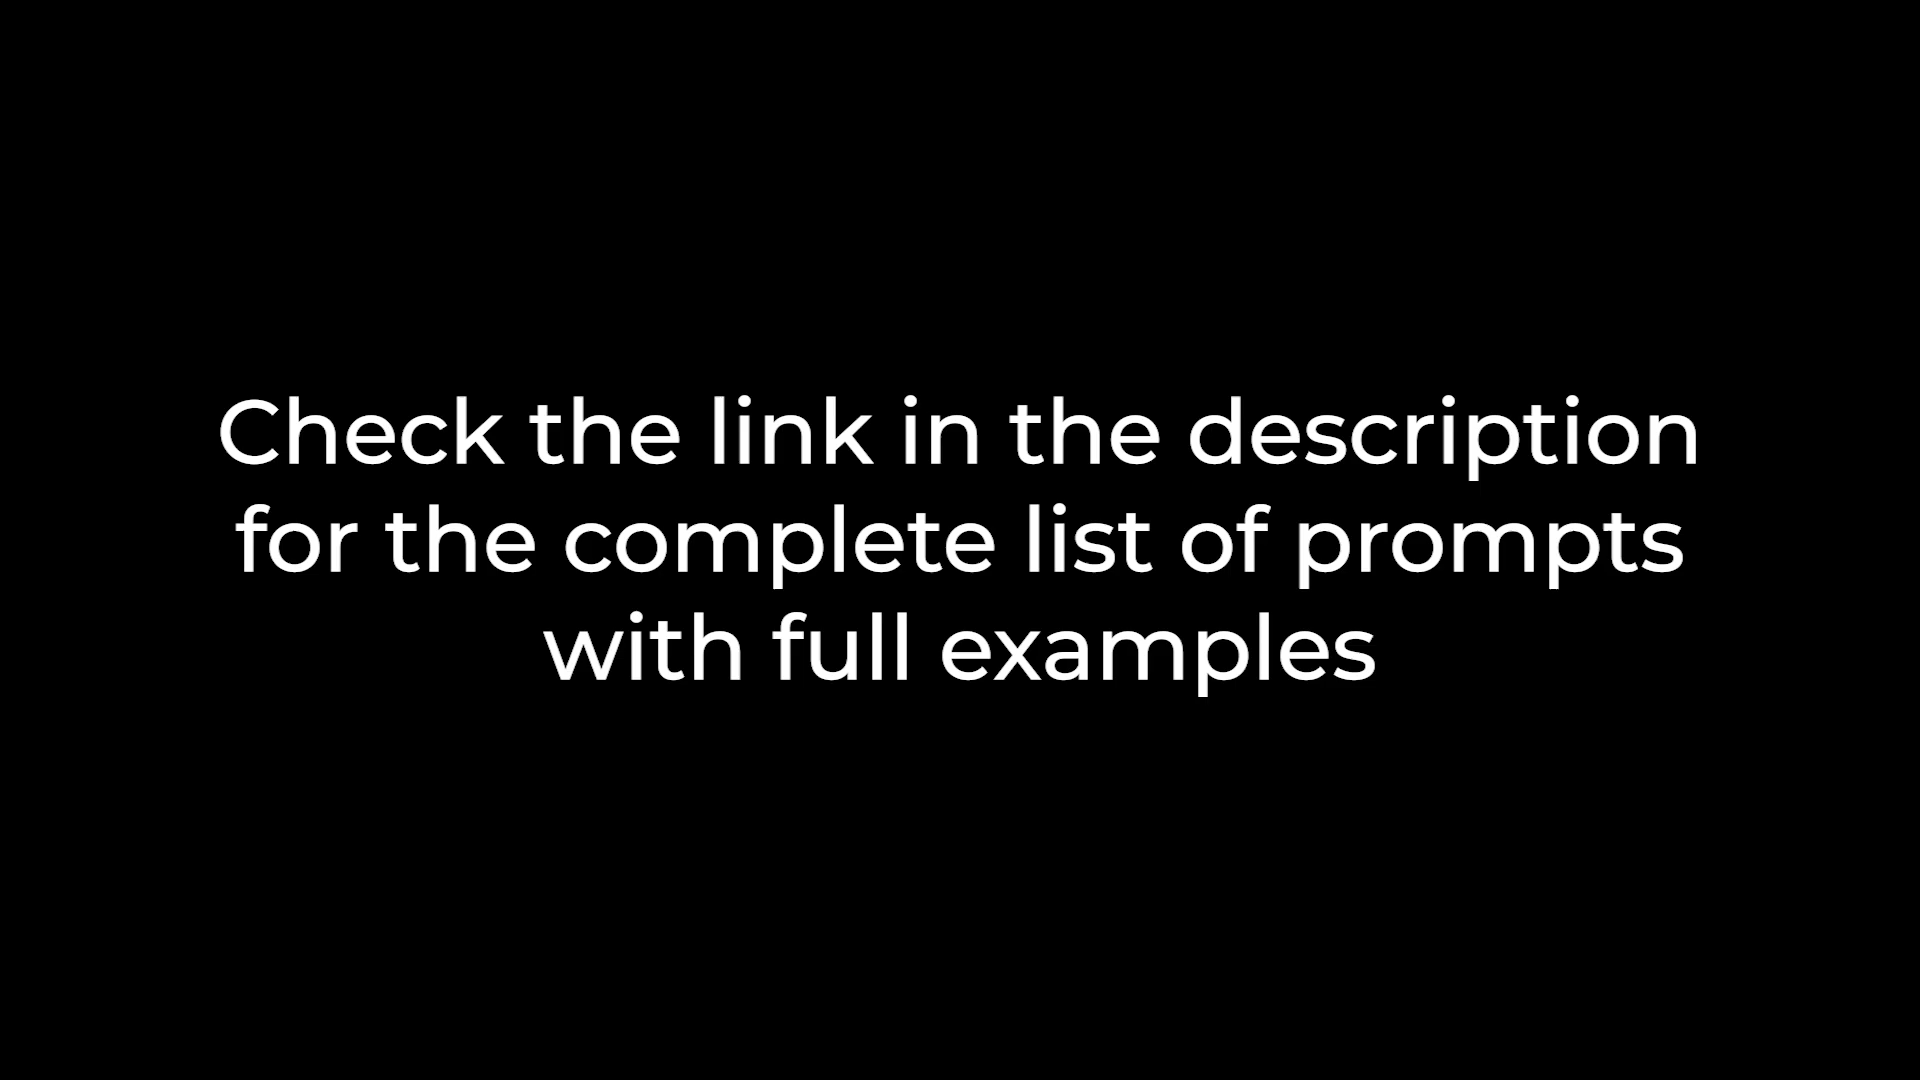 Check the link in the description
for the complete list of prompts
with full examples